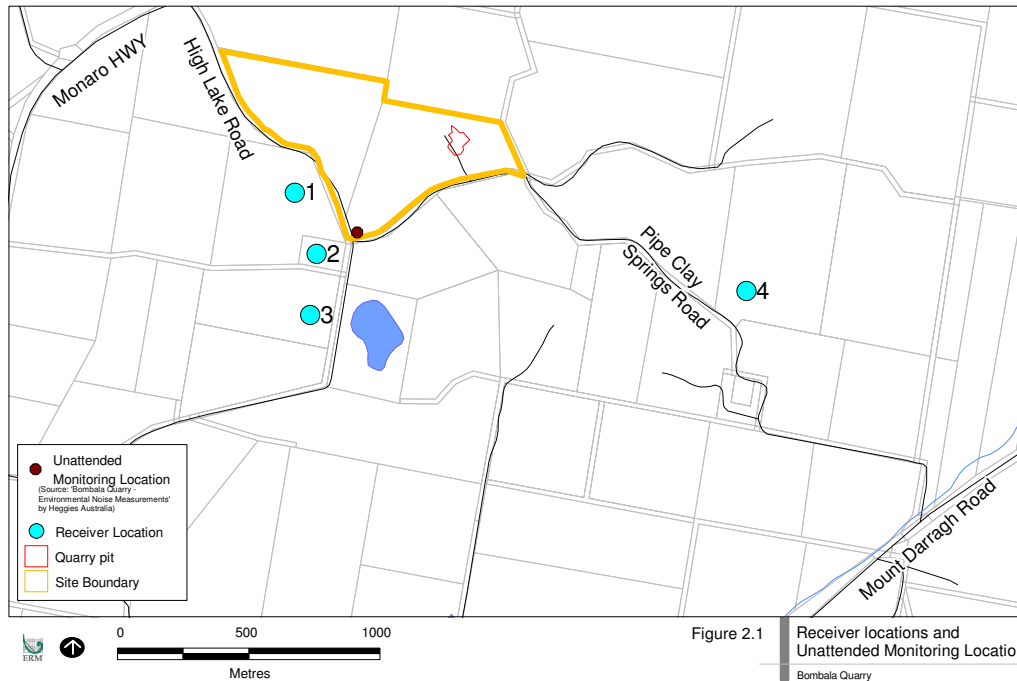 Monaro HWY
High Lake Road
1
2
3
4
Pipe Clay
Springs Road
Mount Darragh Road
Unattended
Monitoring Location
(Source: 'Bombala Quarry -
Environmental Noise Measurements'
by Heggies Australia)
Receiver Location
Quarry pit
Site Boundary
ERM
0 500 1000
Metres
Figure 2.1
Receiver locations and
Unattended Monitoring Locatio
Bombala Quarry